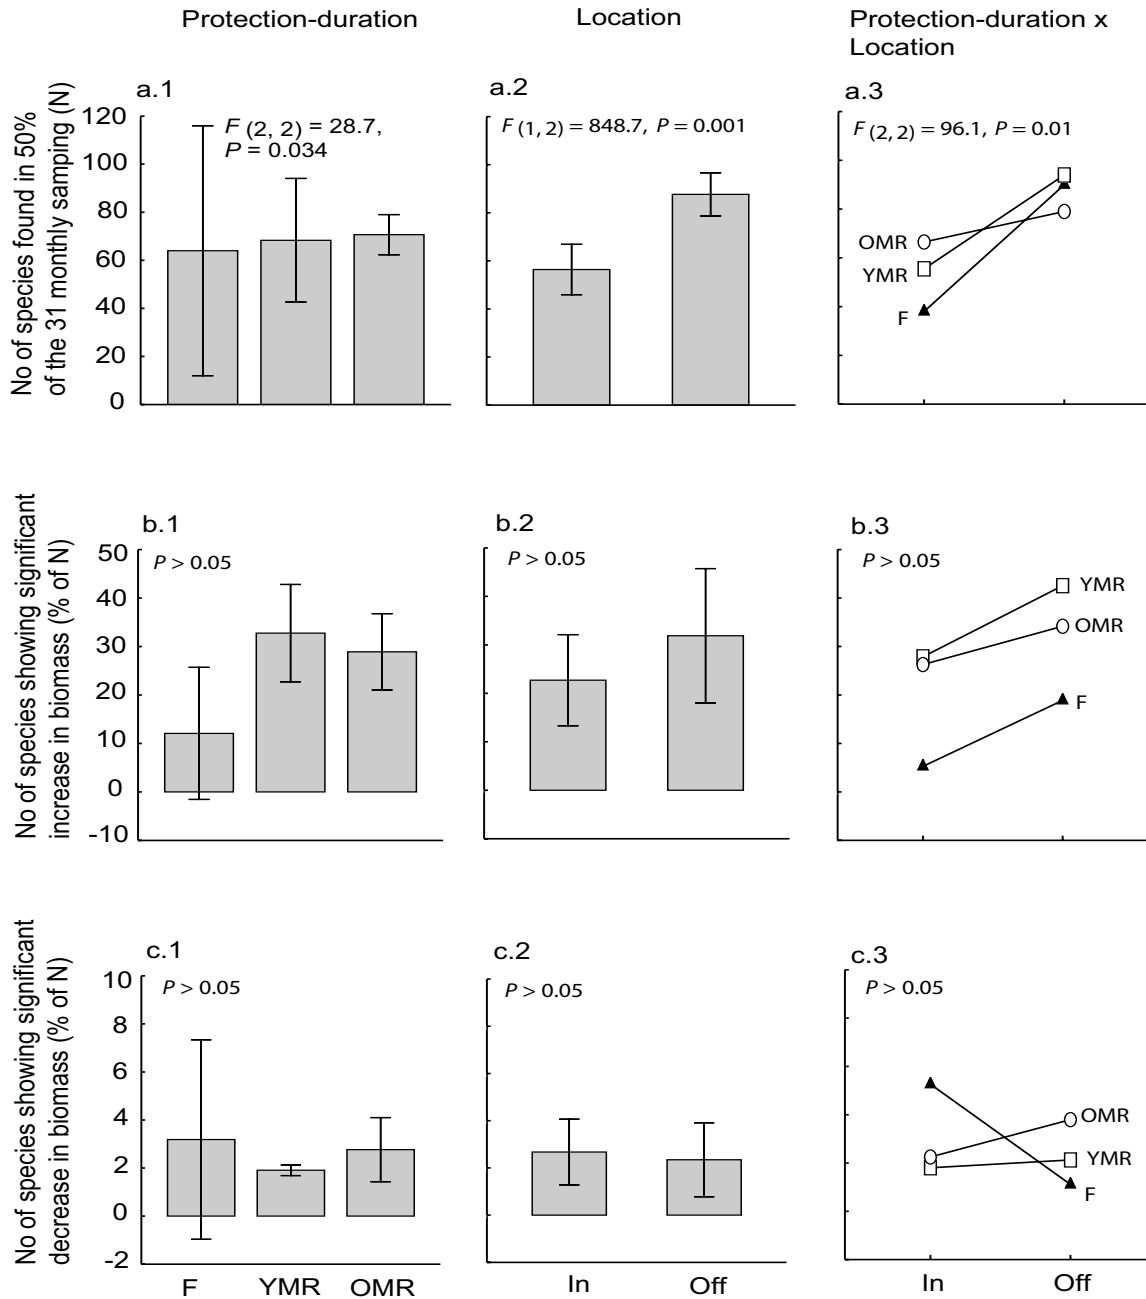 Protection-duration
Location
Protection-duration x
Location
No of species found in 50%
of the 31 monthly samping (N)
a.1
120
100
80
60
40
20
0
F (2, 2) = 28.7,
P = 0.034
a.2
F (1, 2) = 848.7, P = 0.001
a.3
F (2, 2) = 96.1, P = 0.01
OMR
YMR
F
No of species showing significant
increase in biomass (% of N)
b.1
50
40
30
20
10
0
-10
P > 0.05
b.2
P > 0.05
b.3
P > 0.05
YMR
OMR
F
No of species showing significant
decrease in biomass (% of N)
c.1
10
8
6
4
2
0
-2
P > 0.05
F YMR OMR
c.2
P > 0.05
In Off
c.3
P > 0.05
OMR
YMR
F
In Off